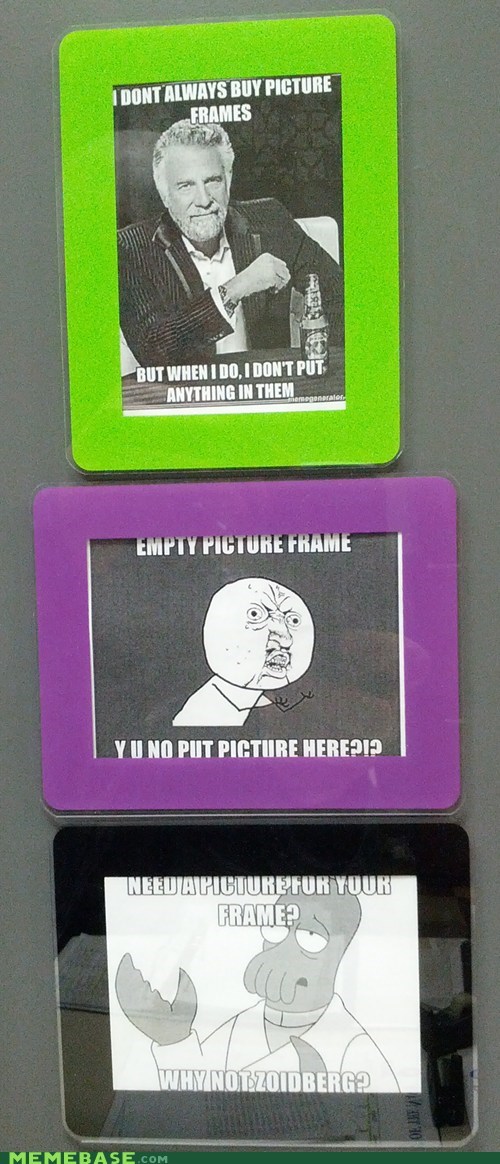 I DONT ALWAYS BUY PICTURE
FRAMES
BUT WHEN I DO, I DON'T PUT
ANYTHING IN THEM
memegenerator.
EMPTY PICTURE FRAME
Y U NO PUT PICTURE HERE?!?
NEED A PICTURE FOR YOUR
FRAME?
WHY NOT ZOIDBERG?
MEMEBASE.COM